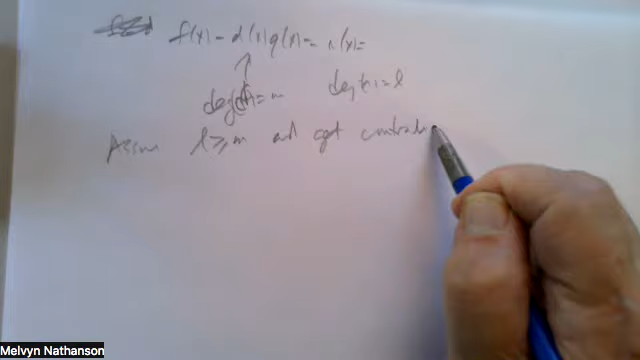 f(x) - d(x)q(x) = r(x) =
deg(d) = m deg r = l
Assume l ≥ m and get contrad
Melvyn Nathanson